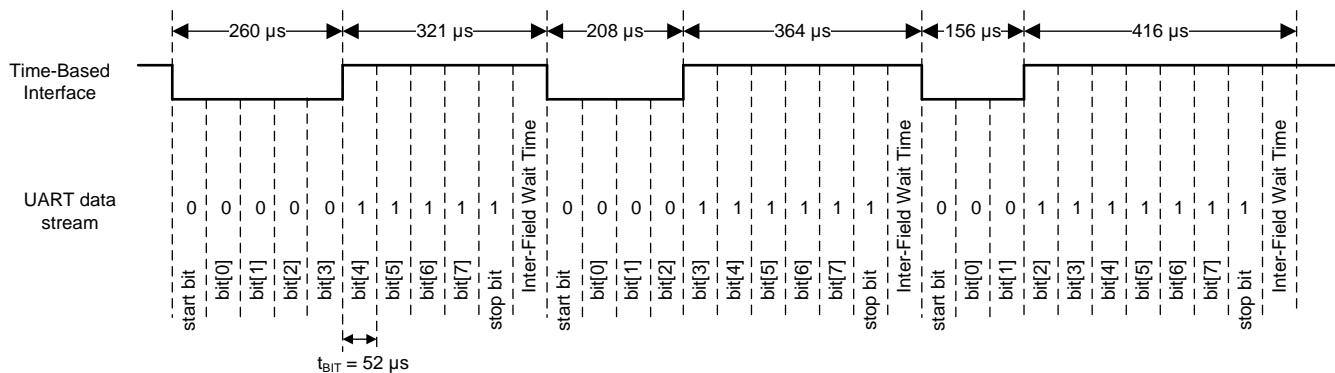 260 µs 321 µs 208 µs 364 µs 156 µs 416 µs
Time-Based
Interface
UART data
stream
0 0 0 0 0 1 1 1 1 1 0 0 0 0 1 1 1 1 1 1 0 0 0 1 1 1 1 1 1 1
start bit
bit[0]
bit[1]
bit[2]
bit[3]
bit[4]
bit[5]
bit[6]
bit[7]
stop bit
Inter-Field Wait Time
start bit
bit[0]
bit[1]
bit[2]
bit[3]
bit[4]
bit[5]
bit[6]
bit[7]
stop bit
Inter-Field Wait Time
start bit
bit[0]
bit[1]
bit[2]
bit[3]
bit[4]
bit[5]
bit[6]
bit[7]
stop bit
Inter-Field Wait Time
tBIT = 52 µs